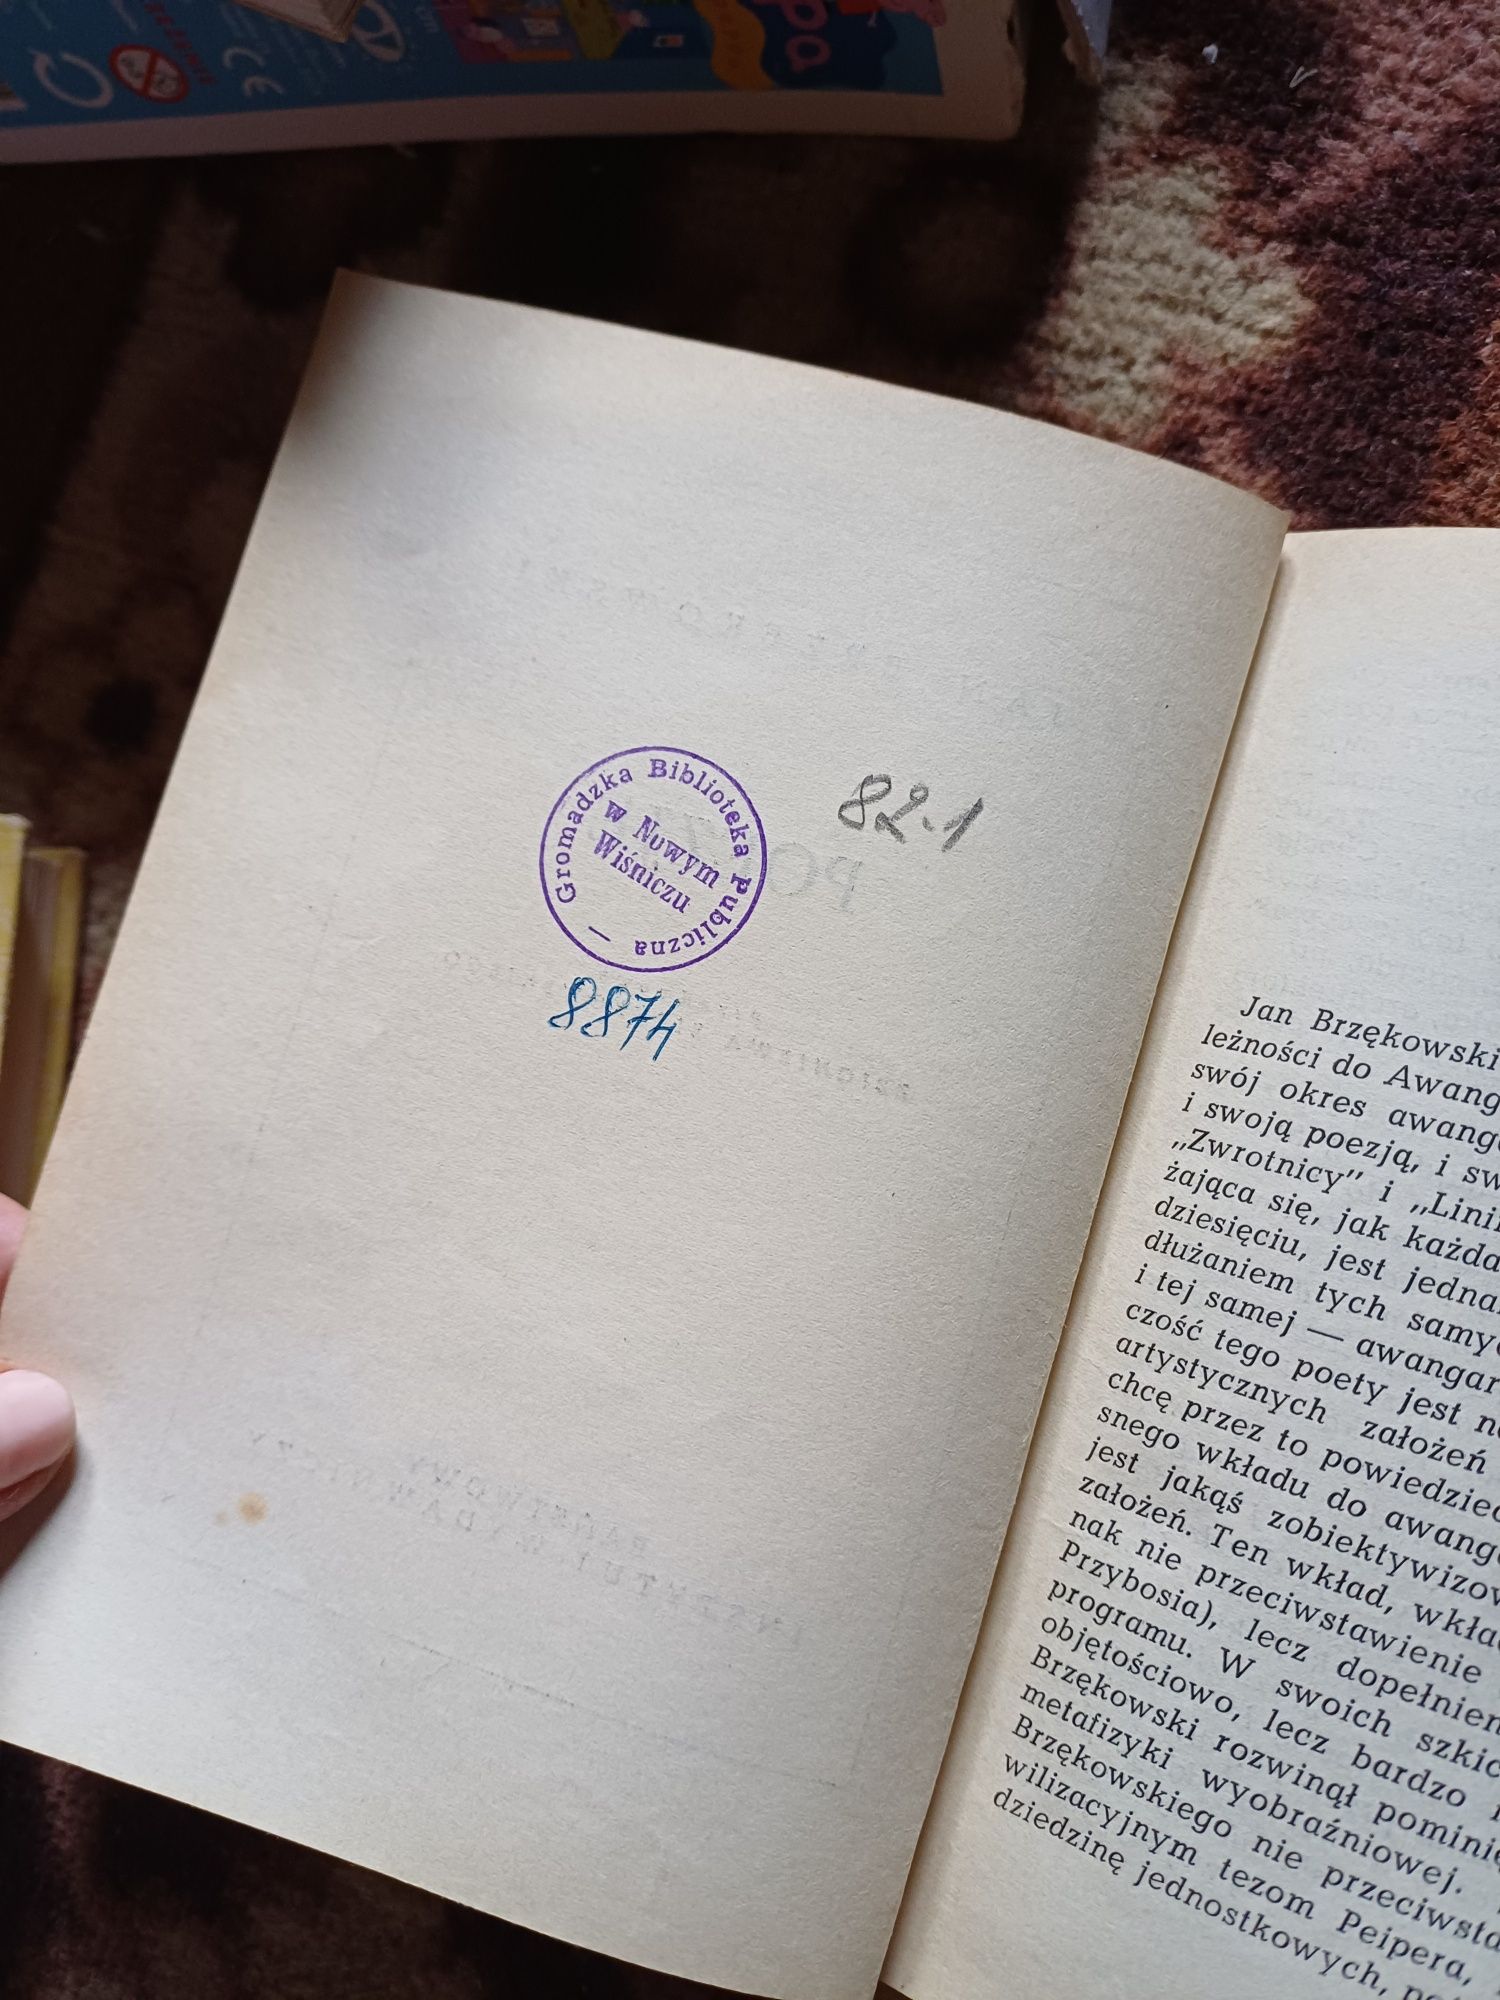 CE
pa
Gromadzka Biblioteka Publiczna —
w Nowym
Wiśniczu
82.1
8874
Jan Brzękowski
leżności do Awang
swój okres awang
i swoją poezją, i sw
„Zwrotnicy” i „Lini
żająca się, jak każda
dziesięciu, jest jedna
dłużaniem tych samy
i tej samej — awangar
czość tego poety jest n
artystycznych założeń
chcę przez to powiedzie
snego wkładu do awang
jest jakąś zobiektywizow
założeń. Ten wkład, wkła
nak nie przeciwstawienie
Przybosia), lecz dopełnien
programu. W swoich szkic
objętościowo, lecz bardzo
Brzękowski rozwinął pominię
metafizyki wyobraźniowej.
Brzękowskiego nie przeciwsta
wilizacyjnym tezom Peipera,
dziedzinę jednostkowych,